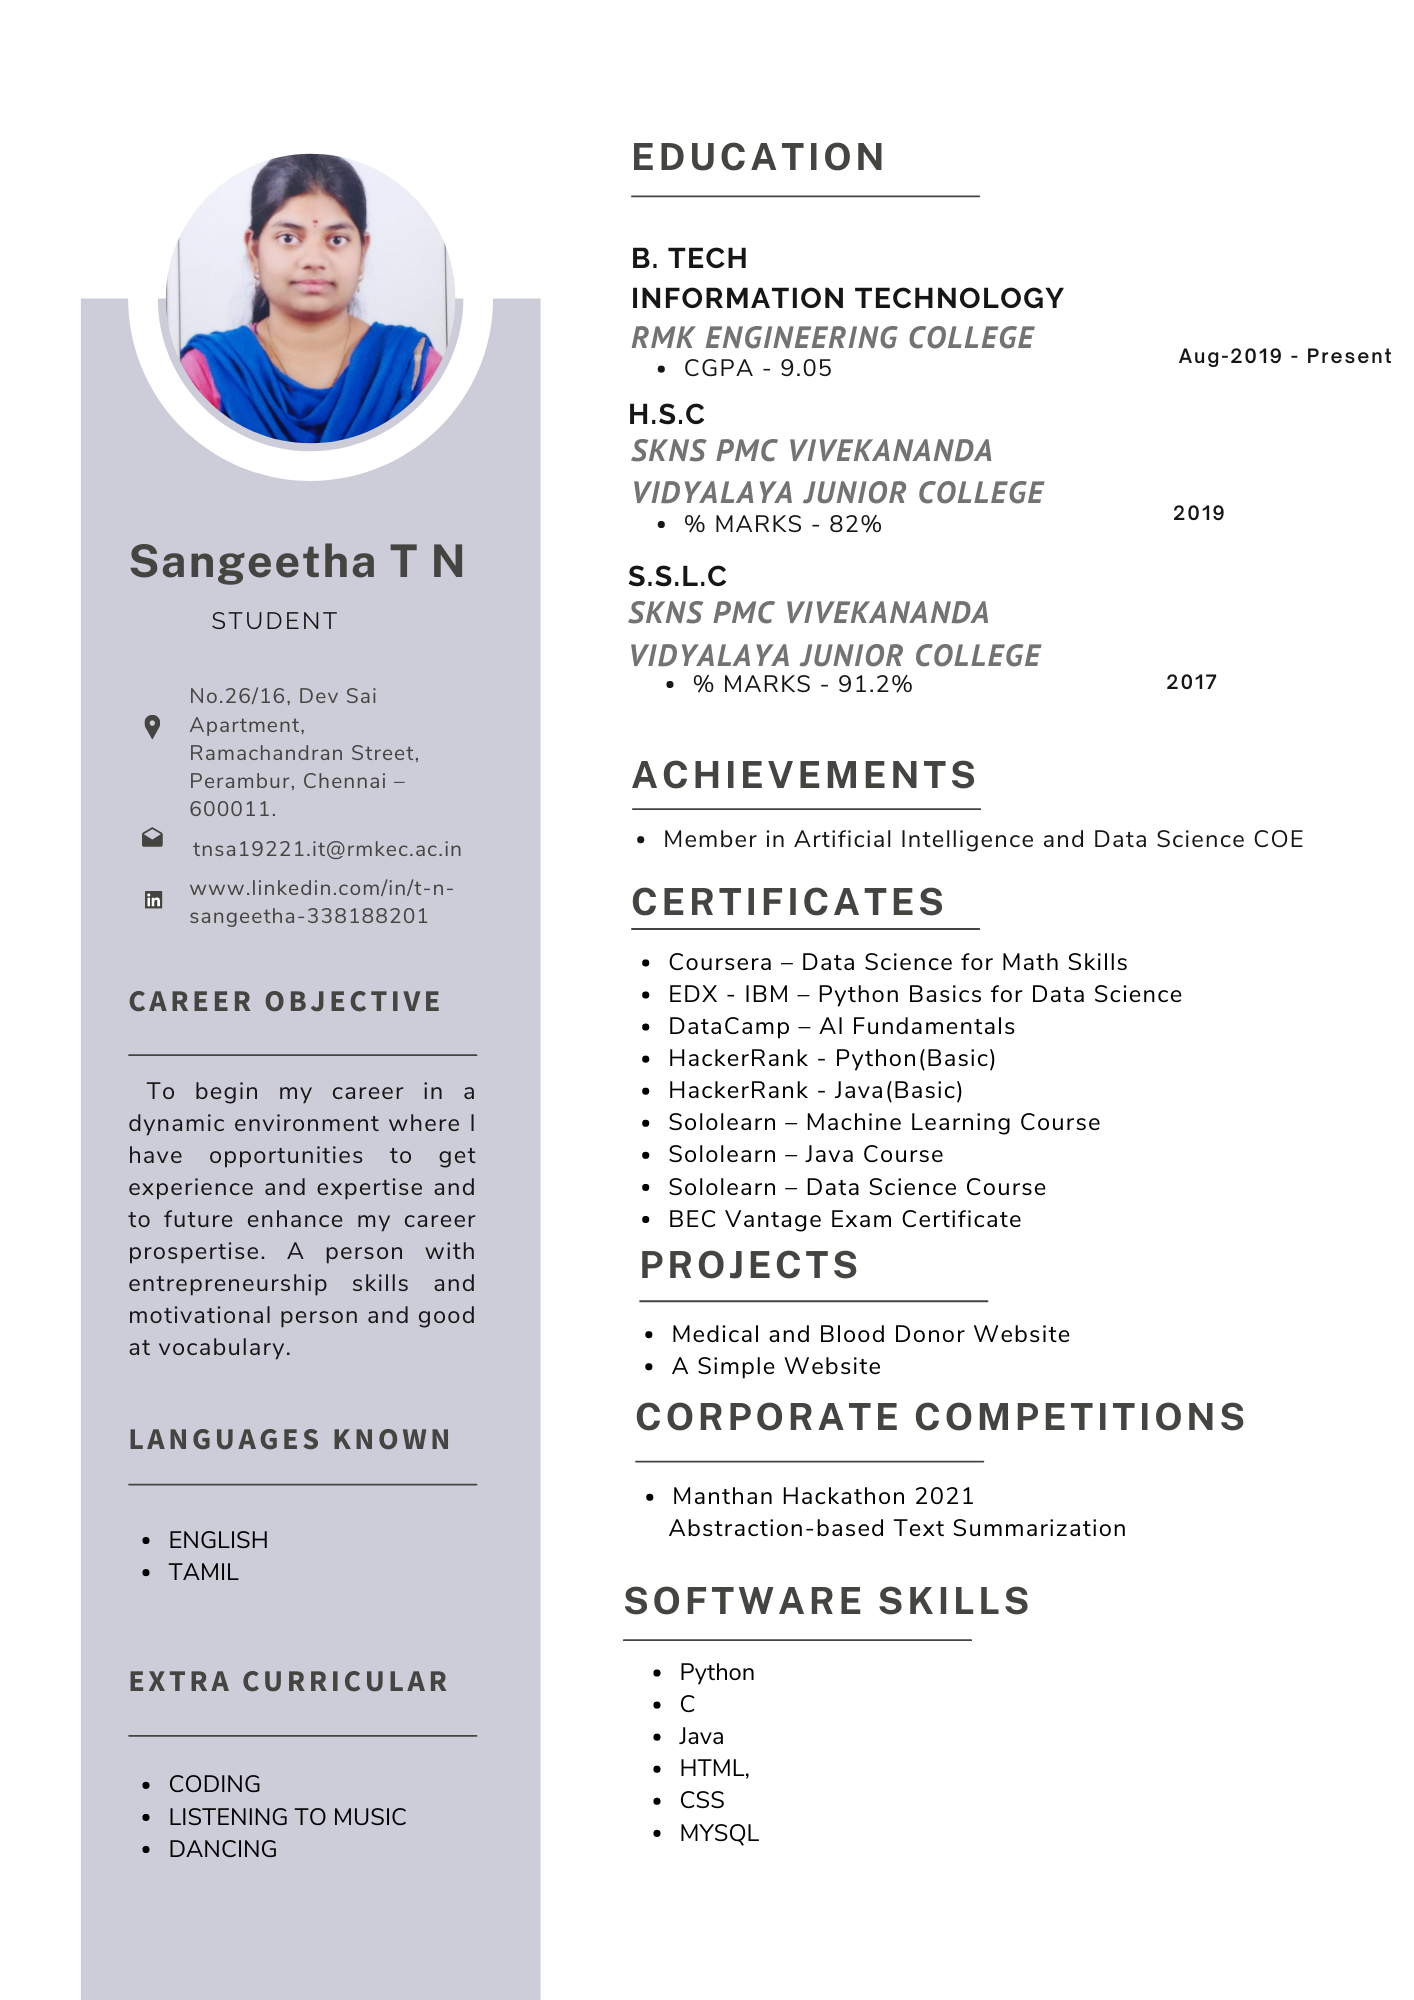 Sangeetha T N
STUDENT
No.26/16, Dev Sai
Apartment,
Ramachandran Street,
Perambur, Chennai –
600011.
tnsa19221.it@rmkec.ac.in
www.linkedin.com/in/t-n-
sangeetha-338188201
CAREER OBJECTIVE
To begin my career in a
dynamic environment where I
have opportunities to get
experience and expertise and
to future enhance my career
prospertise. A person with
entrepreneurship skills and
motivational person and good
at vocabulary.
LANGUAGES KNOWN
• ENGLISH
• TAMIL
EXTRA CURRICULAR
• CODING
• LISTENING TO MUSIC
• DANCING
EDUCATION
B. TECH
INFORMATION TECHNOLOGY
RMK ENGINEERING COLLEGE
Aug-2019 - Present
• CGPA - 9.05
H.S.C
SKNS PMC VIVEKANANDA
VIDYALAYA JUNIOR COLLEGE
2019
• % MARKS - 82%
S.S.L.C
SKNS PMC VIVEKANANDA
VIDYALAYA JUNIOR COLLEGE
• % MARKS - 91.2%
2017
ACHIEVEMENTS
• Member in Artificial Intelligence and Data Science COE
CERTIFICATES
• Coursera – Data Science for Math Skills
• EDX - IBM – Python Basics for Data Science
• DataCamp – AI Fundamentals
• HackerRank - Python(Basic)
• HackerRank - Java(Basic)
• Sololearn – Machine Learning Course
• Sololearn – Java Course
• Sololearn – Data Science Course
• BEC Vantage Exam Certificate
PROJECTS
• Medical and Blood Donor Website
• A Simple Website
CORPORATE COMPETITIONS
• Manthan Hackathon 2021
Abstraction-based Text Summarization
SOFTWARE SKILLS
• Python
• C
• Java
• HTML,
• CSS
• MYSQL